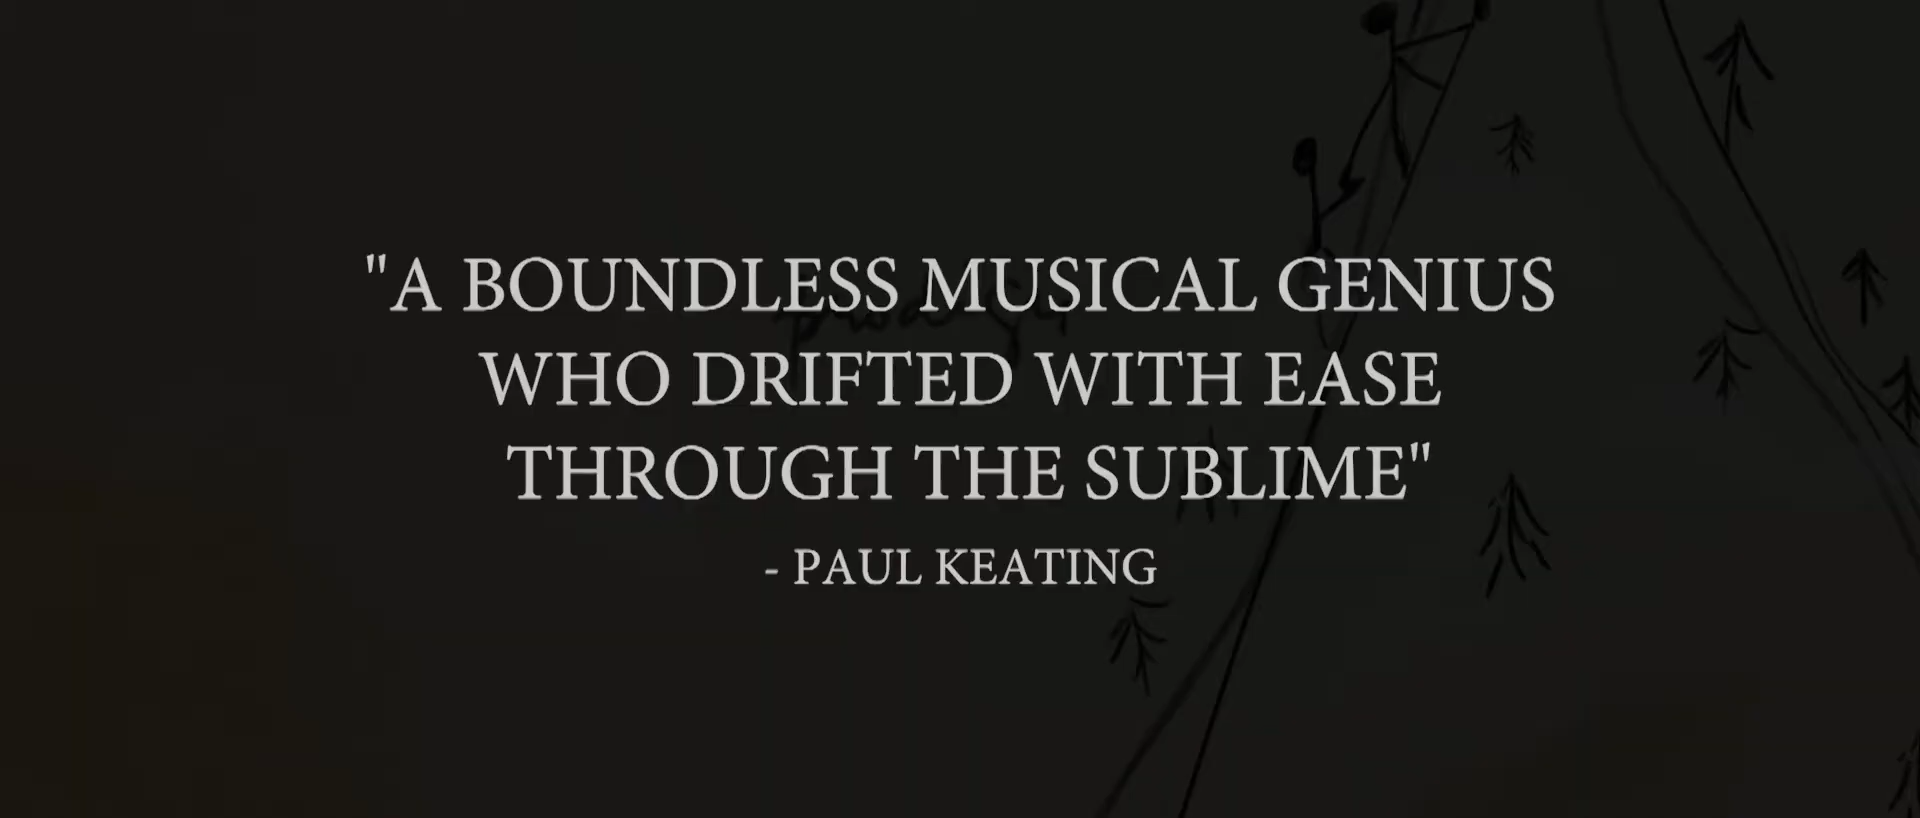 "A BOUNDLESS MUSICAL GENIUS
WHO DRIFTED WITH EASE
THROUGH THE SUBLIME"
- PAUL KEATING